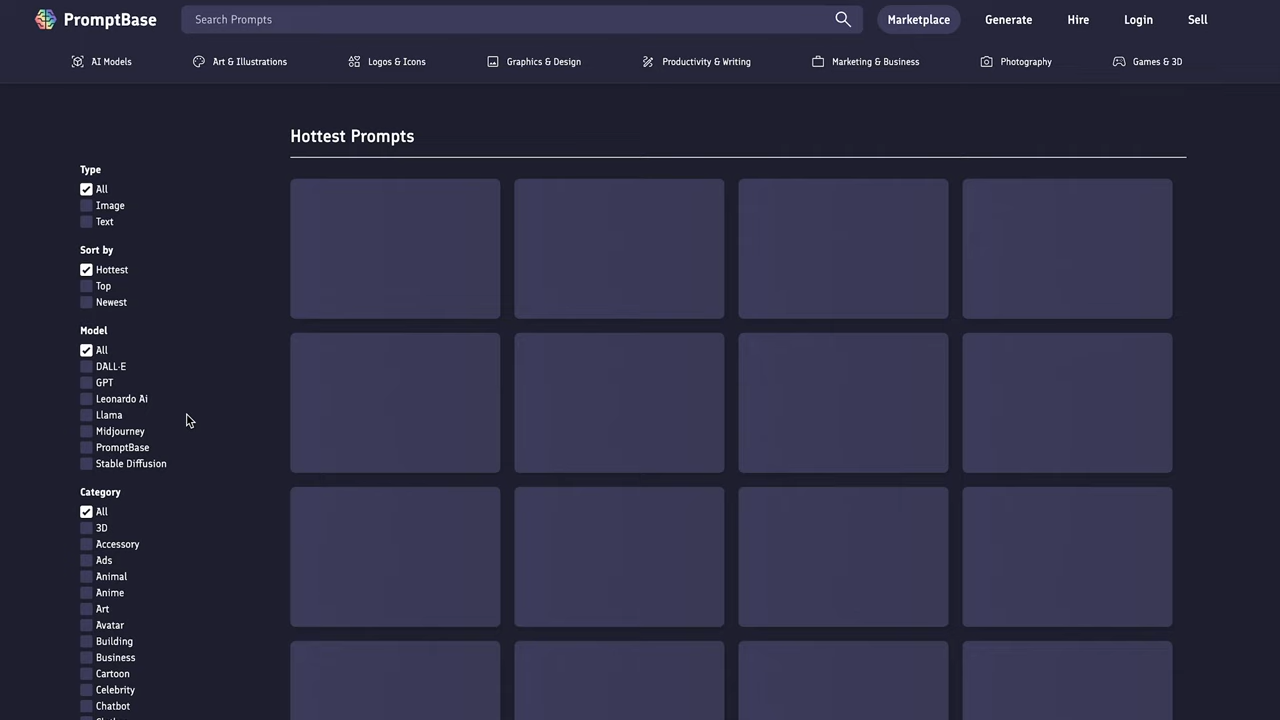 PromptBase
Search Prompts
Marketplace
Generate
Hire
Login
Sell
AI Models
Art & Illustrations
Logos & Icons
Graphics & Design
Productivity & Writing
Marketing & Business
Photography
Games & 3D
Hottest Prompts
Type
All
Image
Text
Sort by
Hottest
Top
Newest
Model
All
DALL·E
GPT
Leonardo Ai
Llama
Midjourney
PromptBase
Stable Diffusion
Category
All
3D
Accessory
Ads
Animal
Anime
Art
Avatar
Building
Business
Cartoon
Celebrity
Chatbot